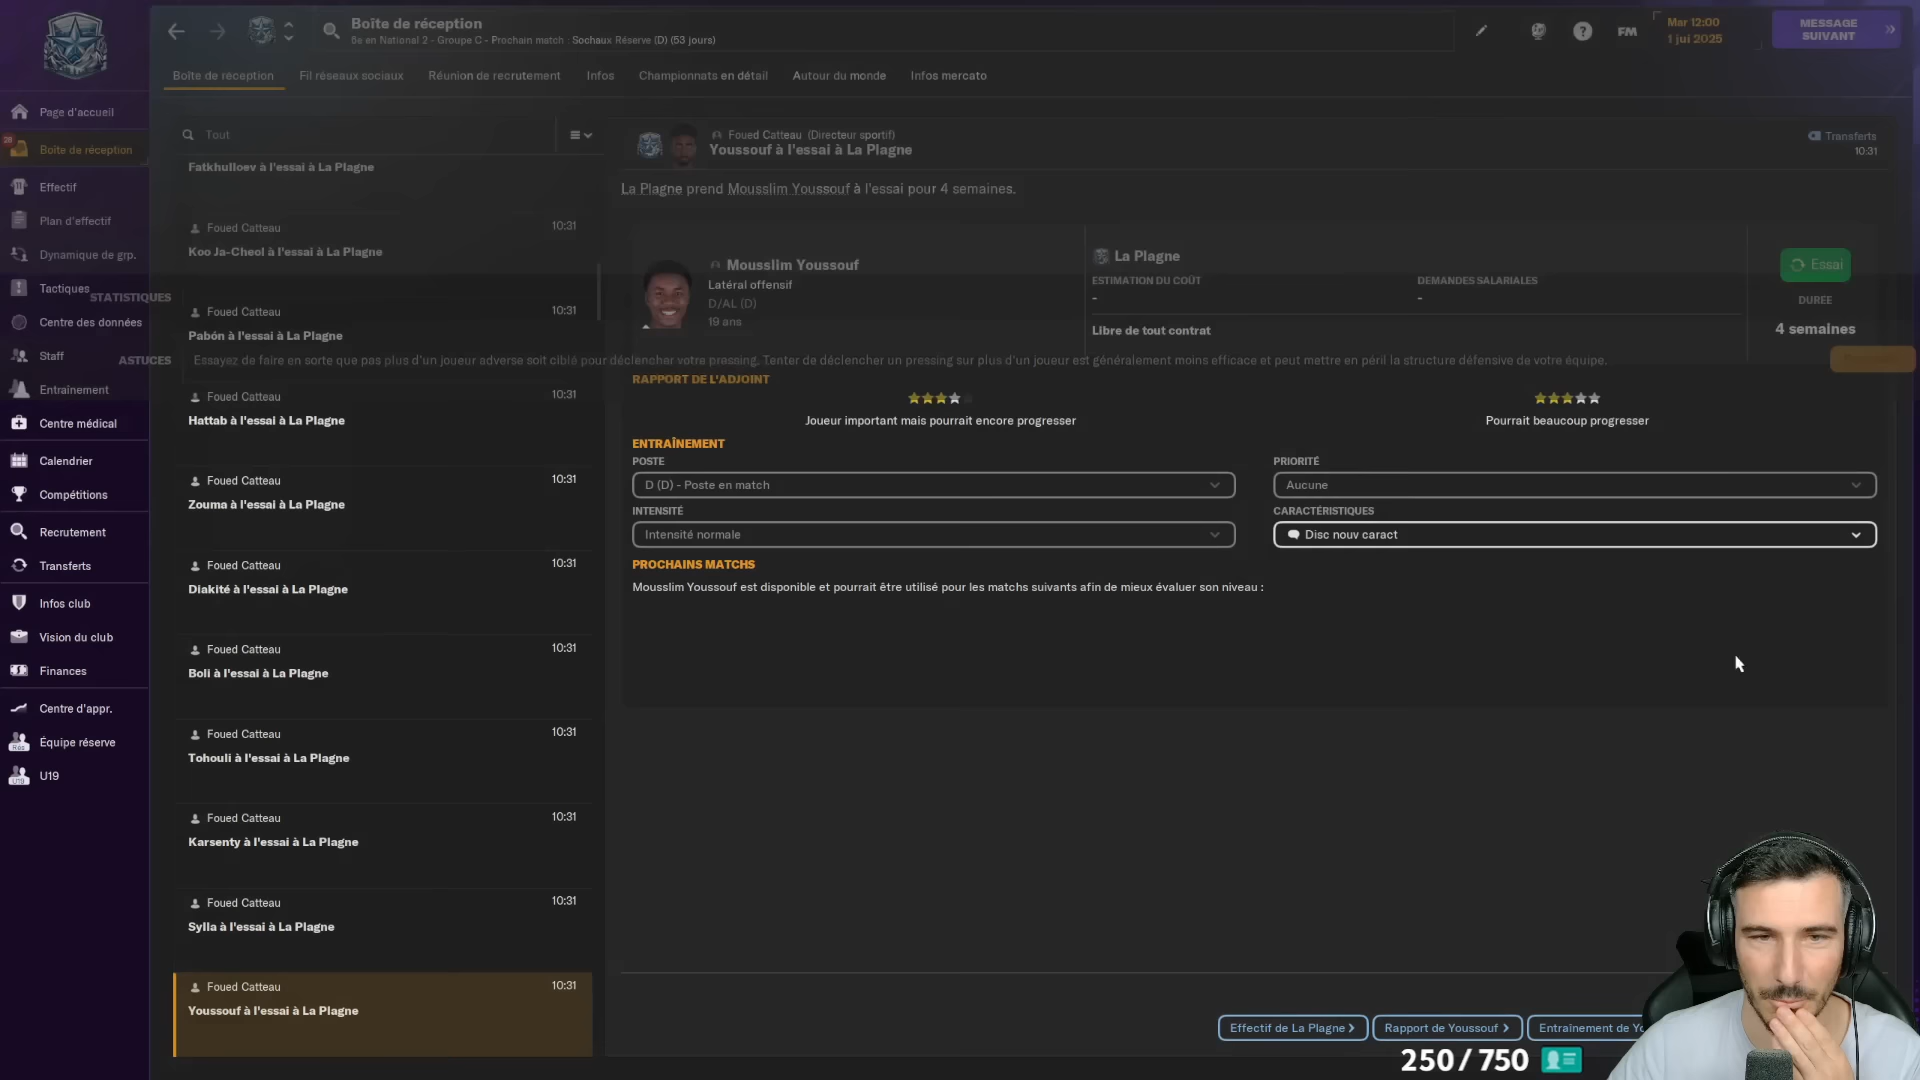 Boîte de réception
8e en National 2 - Groupe C - Prochain match : Sochaux Réserve (D) (53 jours)
FM
Mar 12:00
1 jui 2025
MESSAGE
SUIVANT
Boîte de réception
Fil réseaux sociaux
Réunion de recrutement
Infos
Championnats en détail
Autour du monde
Infos mercato
Page d'accueil
28
Boîte de réception
Effectif
Plan d'effectif
Dynamique de grp.
Tactiques
Centre des données
Staff
Entraînement
Centre médical
Calendrier
Compétitions
Recrutement
Transferts
Infos club
Vision du club
Finances
Centre d'appr.
Équipe réserve
U19
STATISTIQUES
ASTUCES
Essayez de faire en sorte que pas plus d'un joueur adverse soit ciblé pour déclencher votre pressing. Tenter de déclencher un pressing sur plus d'un joueur est généralement moins efficace et peut mettre en péril la structure défensive de votre équipe.
Tout
Fatkhulloev à l'essai à La Plagne
Foued Catteau 10:31
Koo Ja-Cheol à l'essai à La Plagne
Foued Catteau 10:31
Pabón à l'essai à La Plagne
Foued Catteau 10:31
Hattab à l'essai à La Plagne
Foued Catteau 10:31
Zouma à l'essai à La Plagne
Foued Catteau 10:31
Diakité à l'essai à La Plagne
Foued Catteau 10:31
Boli à l'essai à La Plagne
Foued Catteau 10:31
Tohouli à l'essai à La Plagne
Foued Catteau 10:31
Karsenty à l'essai à La Plagne
Foued Catteau 10:31
Sylla à l'essai à La Plagne
Foued Catteau 10:31
Youssouf à l'essai à La Plagne
Foued Catteau (Directeur sportif)
Youssouf à l'essai à La Plagne
Transferts
10:31
La Plagne prend Mousslim Youssouf à l'essai pour 4 semaines.
Mousslim Youssouf
Latéral offensif
D/AL (D)
19 ans
La Plagne
ESTIMATION DU COÛT
-
DEMANDES SALARIALES
-
Libre de tout contrat
Essai
DURÉE
4 semaines
RAPPORT DE L'ADJOINT
Joueur important mais pourrait encore progresser
Pourrait beaucoup progresser
ENTRAÎNEMENT
POSTE
D (D) - Poste en match
PRIORITÉ
Aucune
INTENSITÉ
Intensité normale
CARACTÉRISTIQUES
Disc nouv caract
PROCHAINS MATCHS
Mousslim Youssouf est disponible et pourrait être utilisé pour les matchs suivants afin de mieux évaluer son niveau :
Effectif de La Plagne
Rapport de Youssouf
Entraînement de Yo
250/750